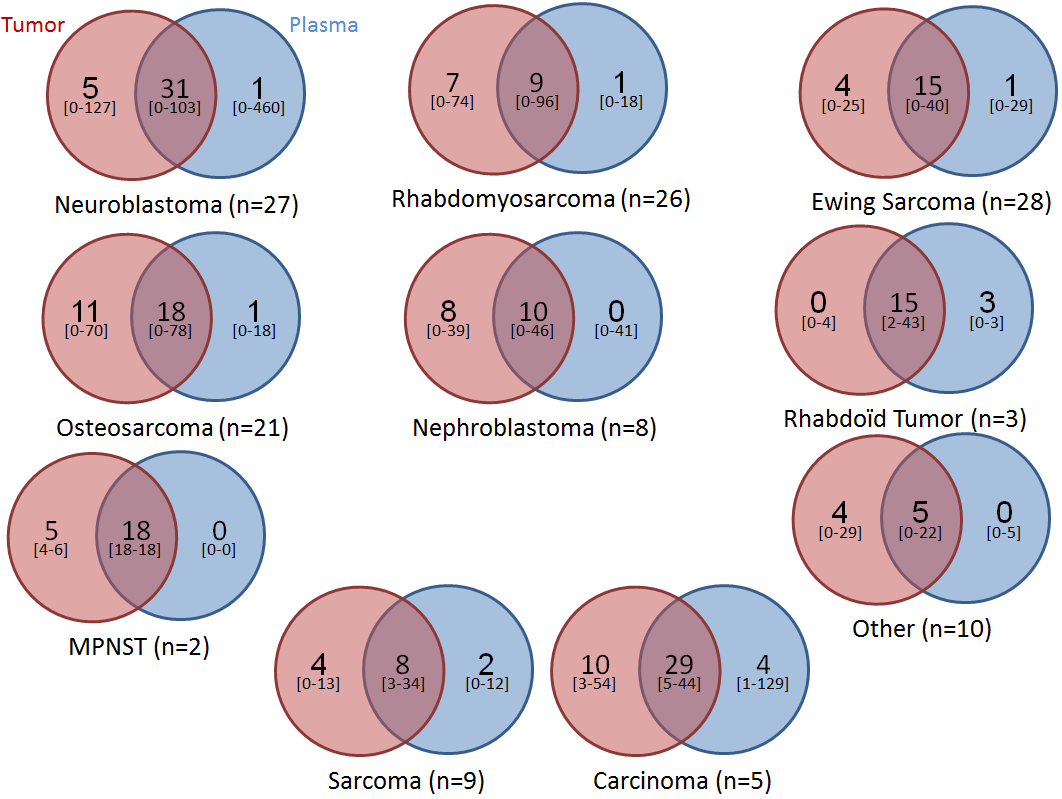 Tumor
Plasma
5 31 1
[0-127] [0-103] [0-460]
Neuroblastoma (n=27)
7 9 1
[0-74] [0-96] [0-18]
Rhabdomyosarcoma (n=26)
4 15 1
[0-25] [0-40] [0-29]
Ewing Sarcoma (n=28)
11 18 1
[0-70] [0-78] [0-18]
Osteosarcoma (n=21)
8 10 0
[0-39] [0-46] [0-41]
Nephroblastoma (n=8)
0 15 3
[0-4] [2-43] [0-3]
Rhabdoïd Tumor (n=3)
5 18 0
[4-6] [18-18] [0-0]
MPNST (n=2)
4 5 0
[0-29] [0-22] [0-5]
Other (n=10)
4 8 2
[0-13] [3-34] [0-12]
Sarcoma (n=9)
10 29 4
[3-54] [5-44] [1-129]
Carcinoma (n=5)